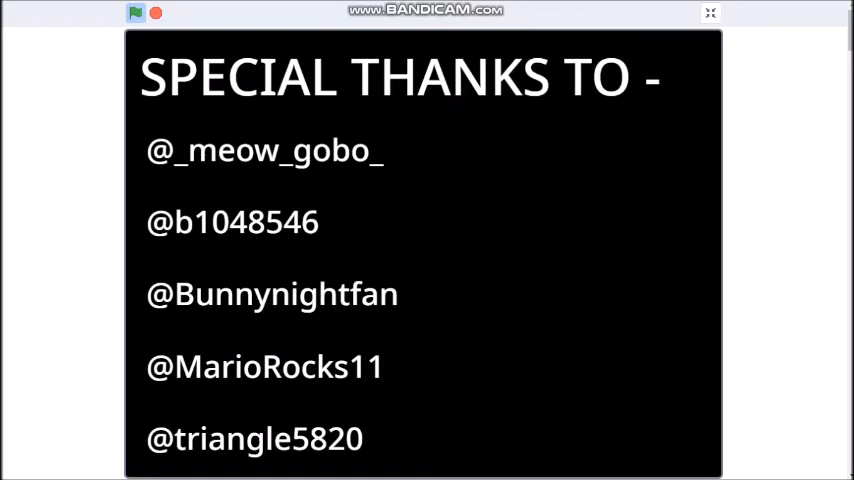 www.BANDICAM.com
SPECIAL THANKS TO -
@_meow_gobo_
@b1048546
@Bunnynightfan
@MarioRocks11
@triangle5820